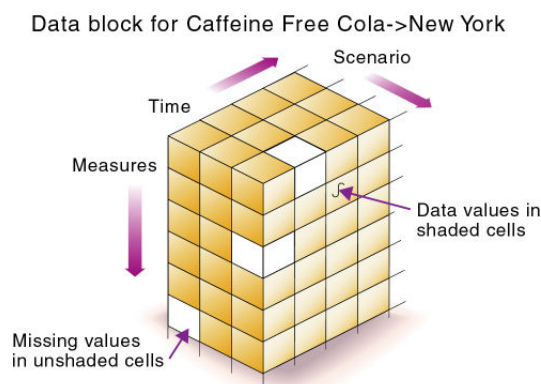 Data block for Caffeine Free Cola->New York
Scenario
Time
Measures
Data values in
shaded cells
Missing values
in unshaded cells